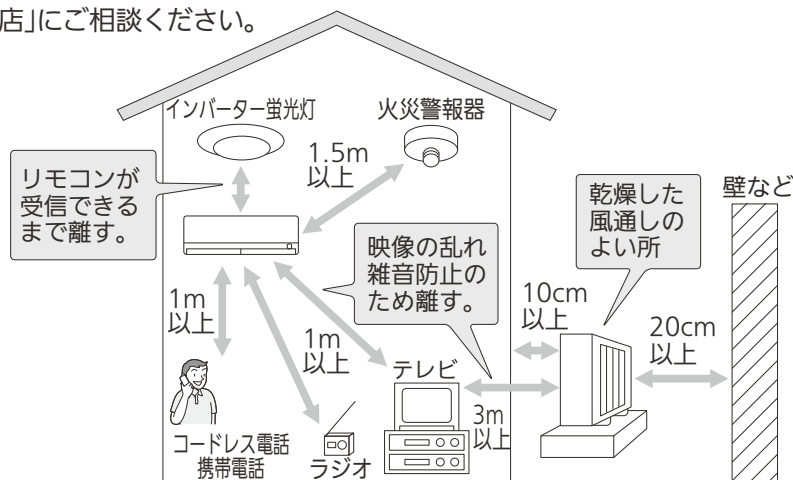 店」にご相談ください。
インバーター蛍光灯
火災警報器
1.5m
以上
リモコンが
受信できる
まで離す。
乾燥した
風通しの
よい所
壁など
映像の乱れ
雑音防止の
ため離す。
1m
以上
1m
以上
10cm
以上
20cm
以上
テレビ
3m
以上
コードレス電話
携帯電話
ラジオ